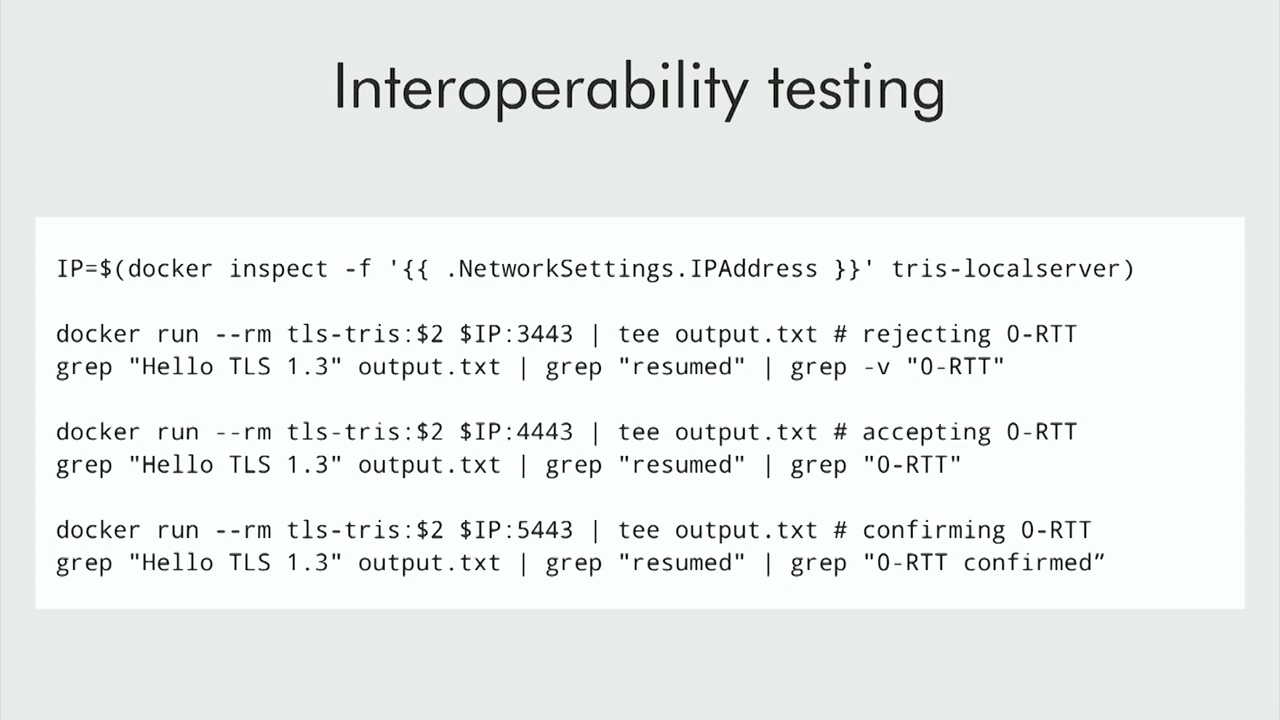 Interoperability testing
IP=$(docker inspect -f '{{ .NetworkSettings.IPAddress }}' tris-localserver)
docker run --rm tls-tris:$2 $IP:3443 | tee output.txt # rejecting 0-RTT
grep "Hello TLS 1.3" output.txt | grep "resumed" | grep -v "0-RTT"
docker run --rm tls-tris:$2 $IP:4443 | tee output.txt # accepting 0-RTT
grep "Hello TLS 1.3" output.txt | grep "resumed" | grep "0-RTT"
docker run --rm tls-tris:$2 $IP:5443 | tee output.txt # confirming 0-RTT
grep "Hello TLS 1.3" output.txt | grep "resumed" | grep "0-RTT confirmed”